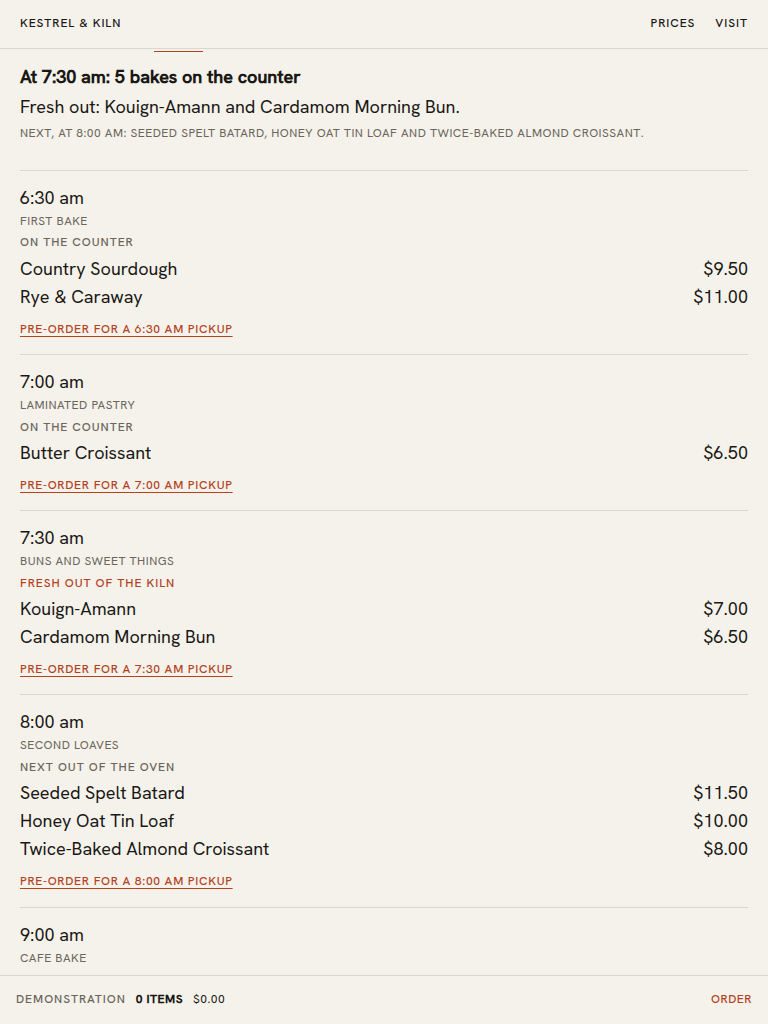 KESTREL & KILN
PRICES VISIT
At 7:30 am: 5 bakes on the counter
Fresh out: Kouign-Amann and Cardamom Morning Bun.
NEXT, AT 8:00 AM: SEEDED SPELT BATARD, HONEY OAT TIN LOAF AND TWICE-BAKED ALMOND CROISSANT.
6:30 am
FIRST BAKE
ON THE COUNTER
Country Sourdough $9.50
Rye & Caraway $11.00
PRE-ORDER FOR A 6:30 AM PICKUP
7:00 am
LAMINATED PASTRY
ON THE COUNTER
Butter Croissant $6.50
PRE-ORDER FOR A 7:00 AM PICKUP
7:30 am
BUNS AND SWEET THINGS
FRESH OUT OF THE KILN
Kouign-Amann $7.00
Cardamom Morning Bun $6.50
PRE-ORDER FOR A 7:30 AM PICKUP
8:00 am
SECOND LOAVES
NEXT OUT OF THE OVEN
Seeded Spelt Batard $11.50
Honey Oat Tin Loaf $10.00
Twice-Baked Almond Croissant $8.00
PRE-ORDER FOR A 8:00 AM PICKUP
9:00 am
CAFE BAKE
DEMONSTRATION 0 ITEMS $0.00 ORDER